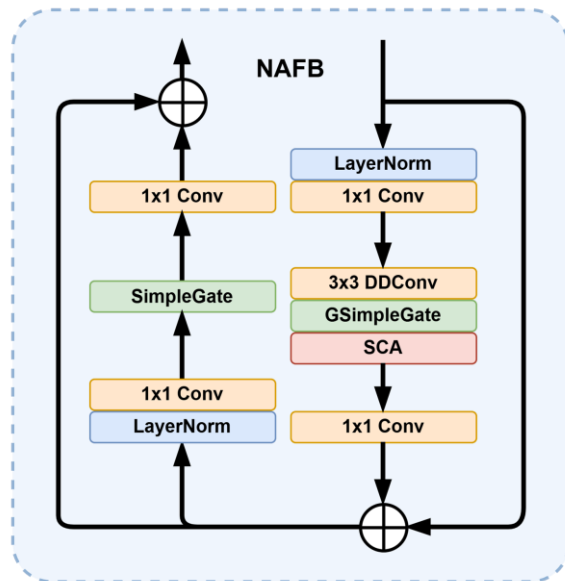 NAFB
LayerNorm
1x1 Conv
3x3 DDConv
GSimpleGate
SCA
1x1 Conv
1x1 Conv
SimpleGate
1x1 Conv
LayerNorm